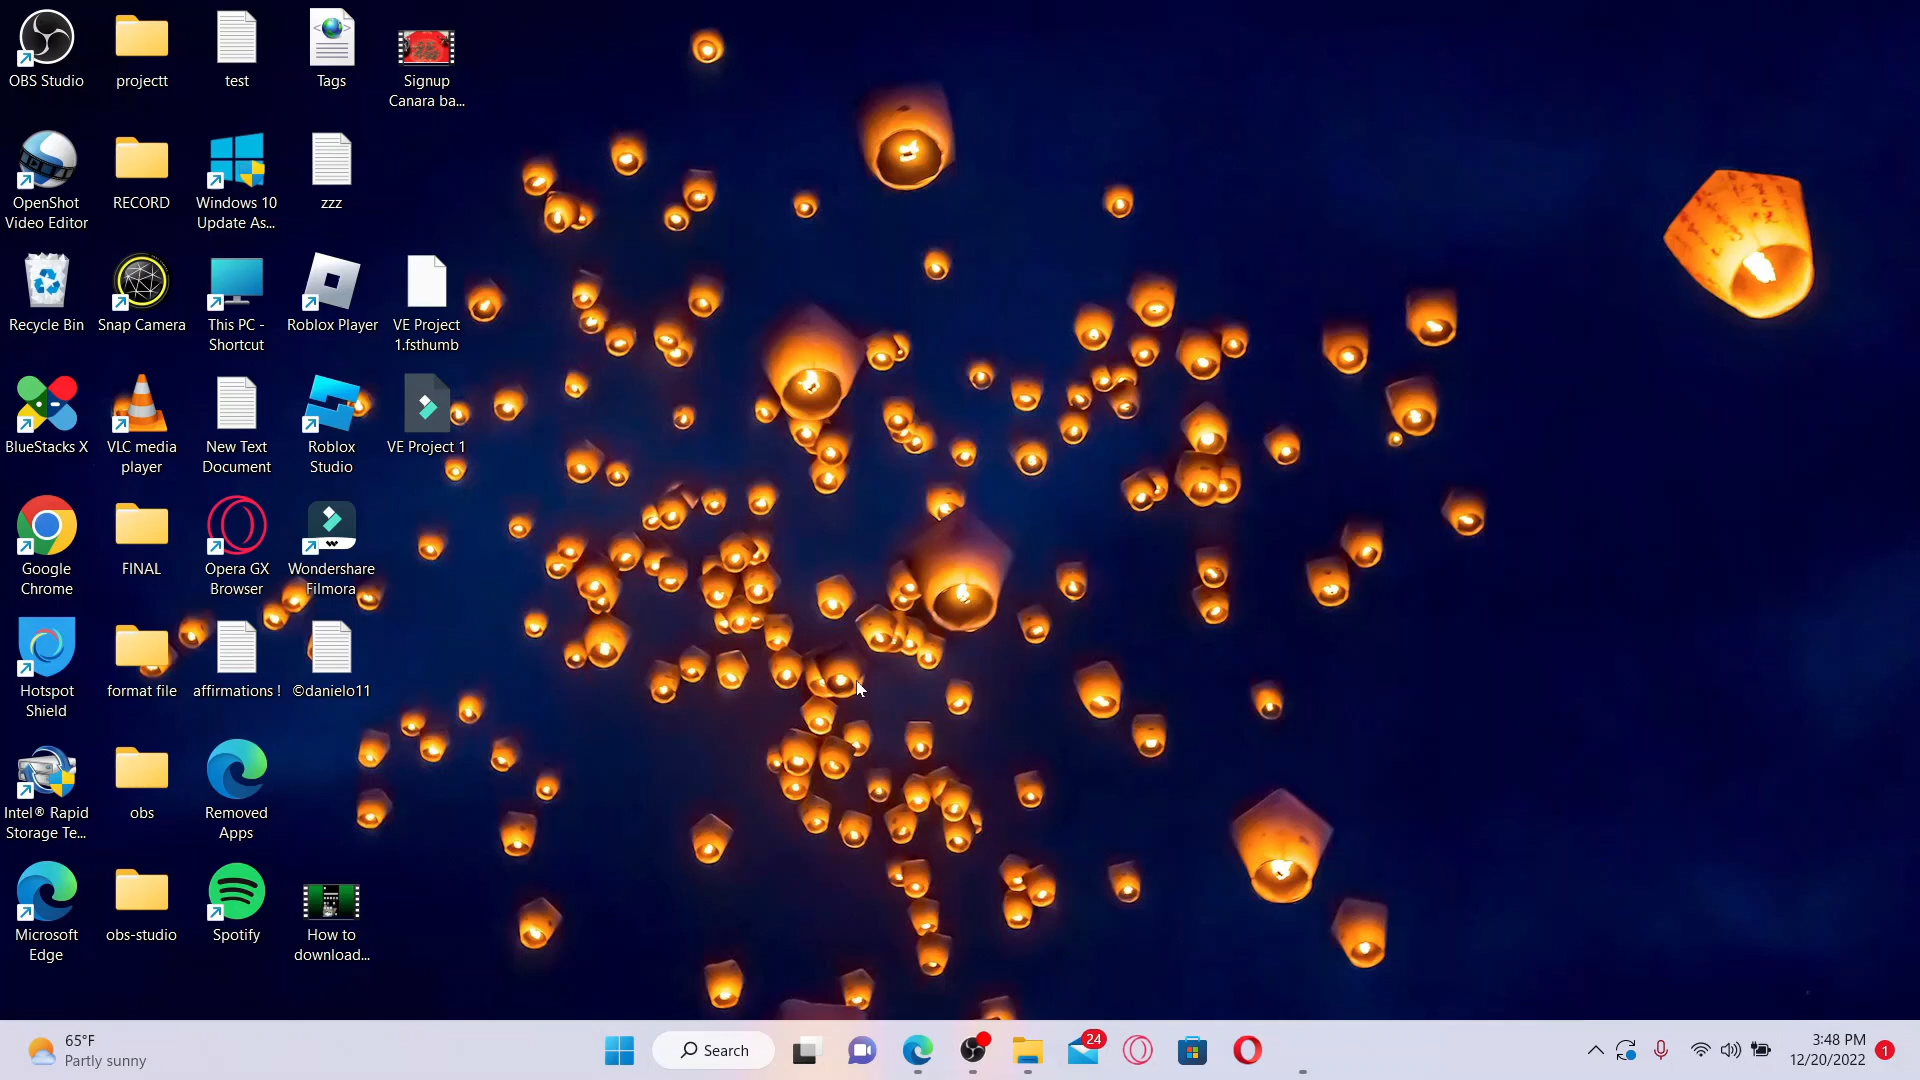 OBS Studio
projectt
test
Tags
Signup
Canara ba...
OpenShot
Video Editor
RECORD
Windows 10
Update As...
zzz
Recycle Bin
Snap Camera
This PC -
Shortcut
Roblox Player
VE Project
1.fsthumb
BlueStacks X
VLC media
player
New Text
Document
Roblox
Studio
VE Project 1
Google
Chrome
FINAL
Opera GX
Browser
Wondershare
Filmora
Hotspot
Shield
format file
affirmations !
©danielo11
Intel® Rapid
Storage Te...
obs
Removed
Apps
Microsoft
Edge
obs-studio
Spotify
How to
download...
65°F
Partly sunny
Search
24
3:48 PM
12/20/2022
1